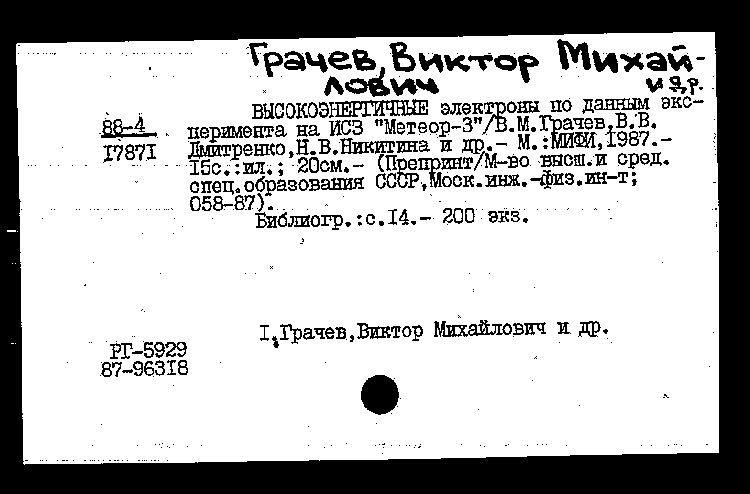 Грачев, Виктор Михай-
лович
и др.
ВЫСОКОЭНЕРГИЧНЫЕ электроны по данным экс-
88-4
перимента на ИСЗ "Метеор-3"/В.М.Грачев,В.В.
17871
Дмитренко,Н.В.Никитина и др.- М.:МИФИ,1987.-
15с.:ил.; 20см.- (Препринт/М-во высш.и сред.
спец.образования СССР,Моск.инж.-физ.ин-т;
058-87).
Библиогр.:с.14.- 200 экз.
I.Грачев,Виктор Михайлович и др.
РГ-5929
87-96318